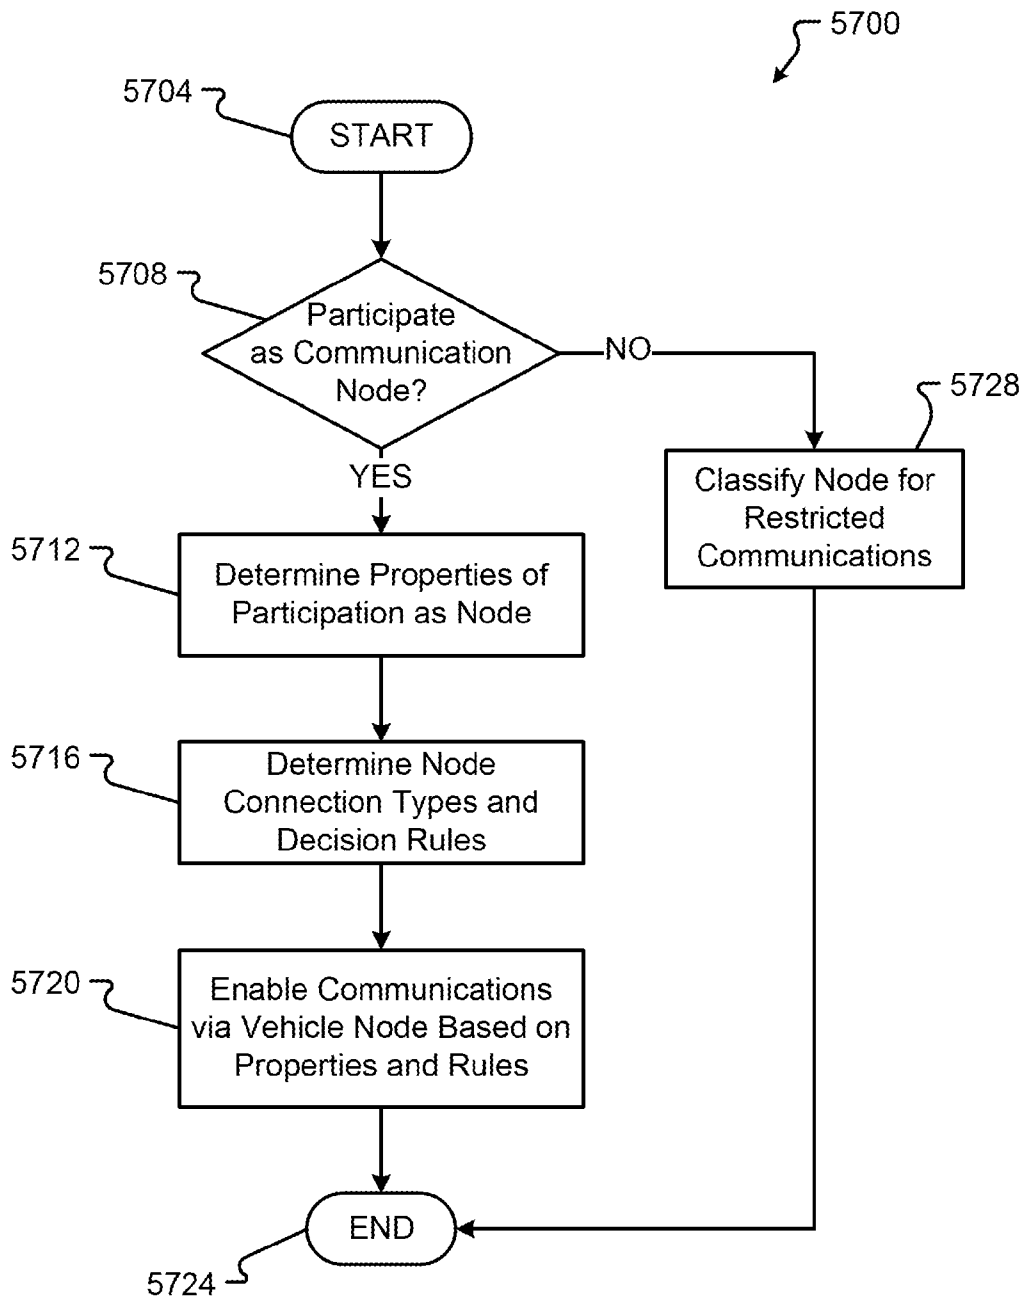 5700
5704
START
5708
Participate
as Communication
Node?
NO
5728
YES
Classify Node for
Restricted
Communications
5712
Determine Properties of
Participation as Node
5716
Determine Node
Connection Types and
Decision Rules
5720
Enable Communications
via Vehicle Node Based on
Properties and Rules
END
5724